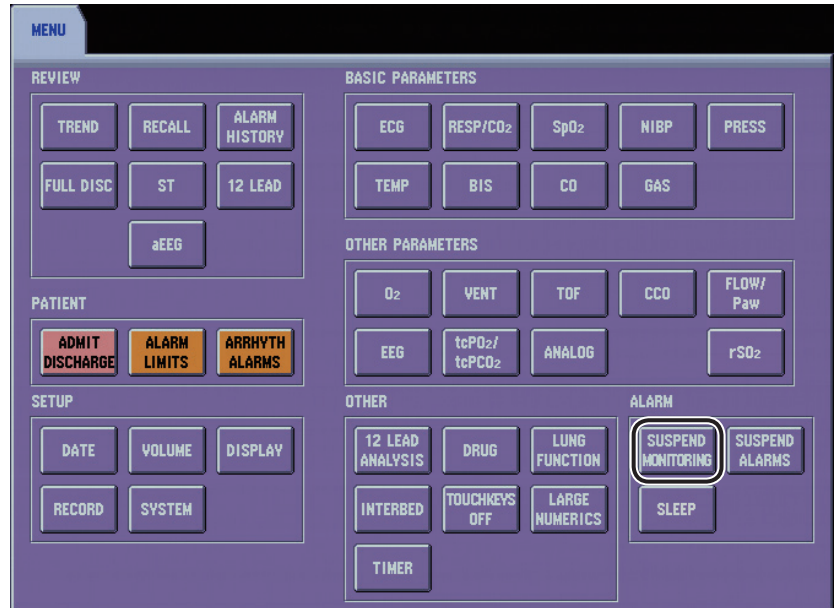 MENU
REVIEW
TREND
RECALL
ALARM
HISTORY
FULL DISC
ST
12 LEAD
aEEG
PATIENT
ADMIT
DISCHARGE
ALARM
LIMITS
ARRHYTH
ALARMS
SETUP
DATE
VOLUME
DISPLAY
RECORD
SYSTEM
BASIC PARAMETERS
ECG
RESP/CO2
SpO2
NIBP
PRESS
TEMP
BIS
CO
GAS
OTHER PARAMETERS
O2
VENT
TOF
CCO
FLOW/
Paw
EEG
tcPO2/
tcPCO2
ANALOG
rSO2
OTHER
12 LEAD
ANALYSIS
DRUG
LUNG
FUNCTION
INTERBED
TOUCHKEYS
OFF
LARGE
NUMERICS
TIMER
ALARM
SUSPEND
MONITORING
SUSPEND
ALARMS
SLEEP